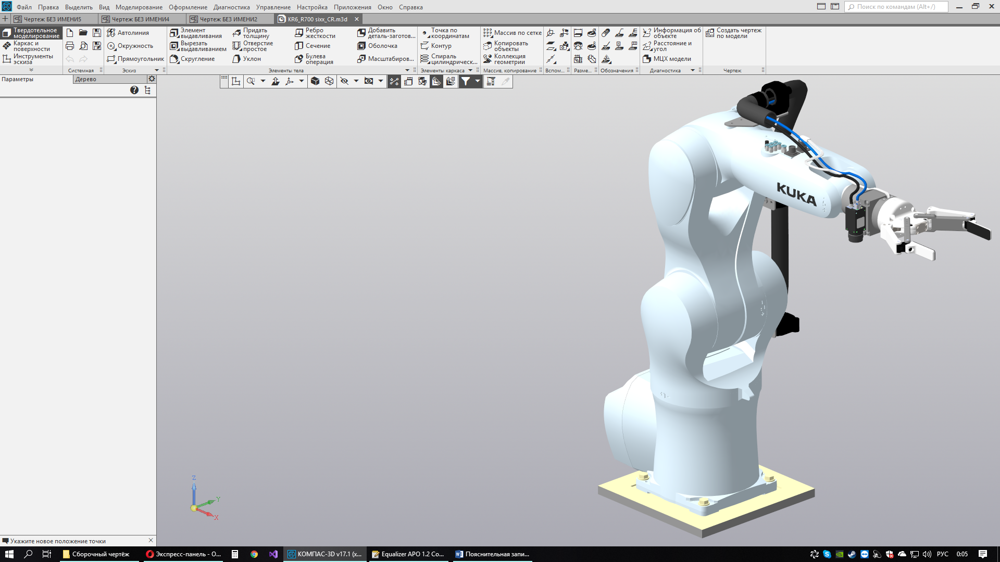 Файл Правка Выделить Вид Моделирование Оформление Диагностика Управление Настройка Приложения Окно Справка
Поиск по командам (Alt+/)
Чертеж БЕЗ ИМЕНИ5
Чертеж БЕЗ ИМЕНИ4
Чертеж БЕЗ ИМЕНИ2
KR6_R700 sixx_CR.m3d
Твердотельное
моделирование
Каркас и
поверхности
Инструменты
эскиза
Системная
Автолиния
Окружность
Прямоугольник
Эскиз
Элемент
выдавливания
Вырезать
выдавливанием
Скругление
Придать
толщину
Отверстие
простое
Уклон
Ребро
жесткости
Сечение
Булева
операция
Добавить
деталь-заготов...
Оболочка
Масштабиров...
Элементы тела
Точка по
координатам
Контур
Спираль
цилиндрическ...
Элементы каркаса
Массив по сетке
Копировать
объекты
Коллекция
геометрии
Массив, копирование
Вспом...
Разме...
Обозначения
Информация об
объекте
Расстояние и
угол
МЦХ модели
Диагностика
Создать чертеж
по модели
Чертеж
Параметры
Дерево
KUKA
Z
Y
X
Укажите новое положение точки
Сборочный чертёж
Экспресс-панель - O...
КОМПАС-3D v17.1 (x...
Equalizer APO 1.2 Co...
Пояснительная запи...
РУС
0:05